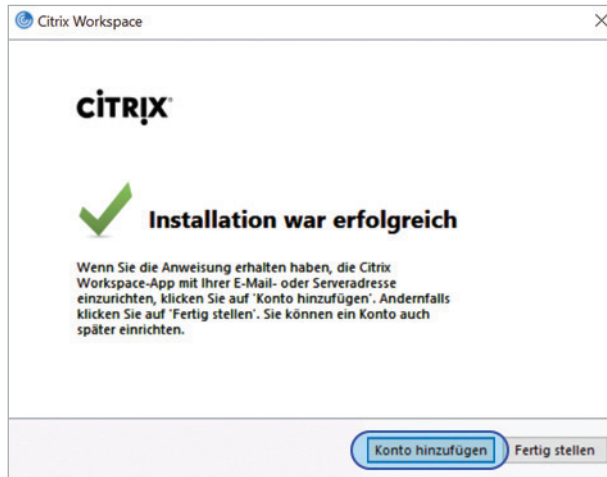 Citrix Workspace
CITRIX
Installation war erfolgreich
Wenn Sie die Anweisung erhalten haben, die Citrix
Workspace-App mit Ihrer E-Mail- oder Serveradresse
einzurichten, klicken Sie auf 'Konto hinzufügen'. Andernfalls
klicken Sie auf 'Fertig stellen'. Sie können ein Konto auch
später einrichten.
Konto hinzufügen Fertig stellen